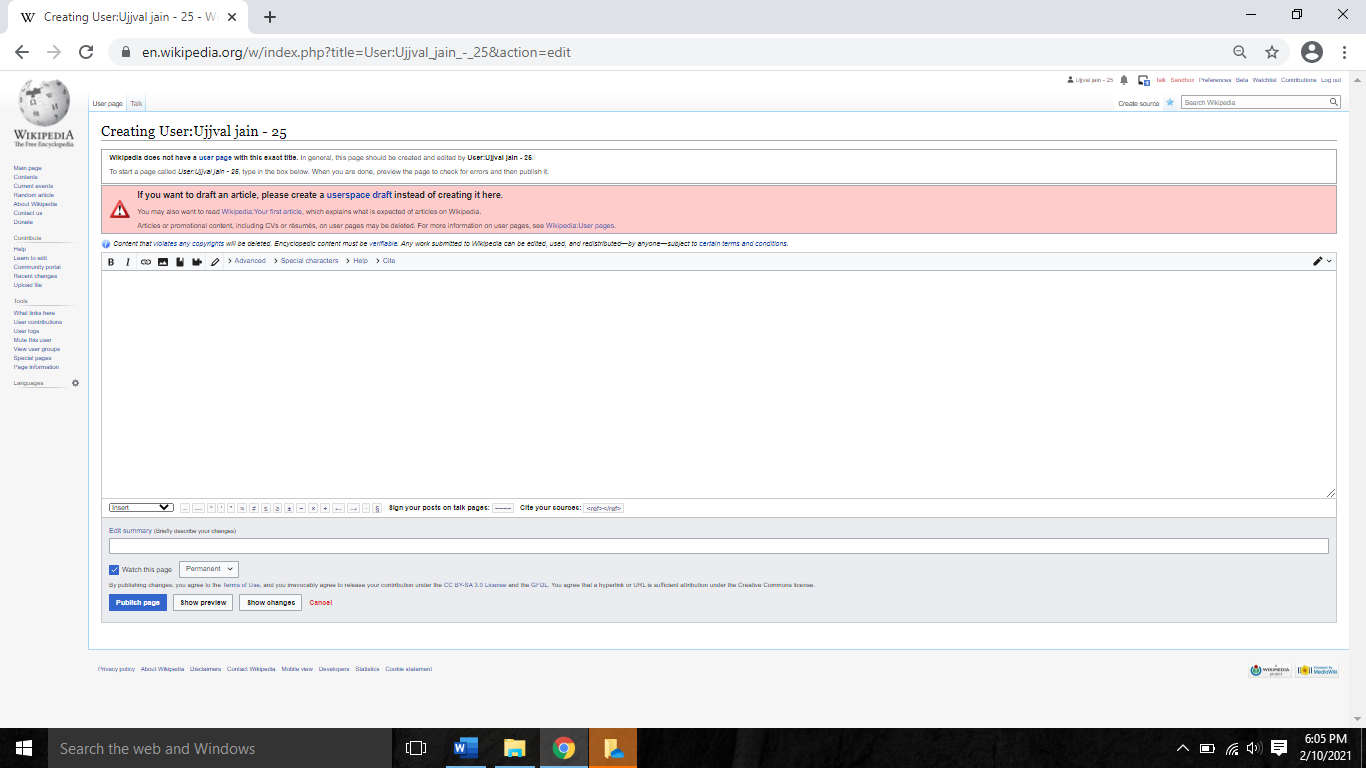 Creating User:Ujjval jain - 25 - W
en.wikipedia.org/w/index.php?title=User:Ujjval_jain_-_25&action=edit
Ujjval jain - 25 Talk Sandbox Preferences Beta Watchlist Contributions Log out
User page Talk Create source Search Wikipedia
WIKIPEDIA
The Free Encyclopedia
Main page
Contents
Current events
Random article
About Wikipedia
Contact us
Donate
Contribute
Help
Learn to edit
Community portal
Recent changes
Upload file
Tools
What links here
User contributions
User logs
Mute this user
View user groups
Special pages
Page information
Languages
Creating User:Ujjval jain - 25
Wikipedia does not have a user page with this exact title. In general, this page should be created and edited by User:Ujjval jain - 25.
To start a page called User:Ujjval jain - 25, type in the box below. When you are done, preview the page to check for errors and then publish it.
If you want to draft an article, please create a userspace draft instead of creating it here.
You may also want to read Wikipedia:Your first article, which explains what is expected of articles on Wikipedia.
Articles or promotional content, including CVs or résumés, on user pages may be deleted. For more information on user pages, see Wikipedia:User pages.
Content that violates any copyrights will be deleted. Encyclopedic content must be verifiable. Any work submitted to Wikipedia can be edited, used, and redistributed—by anyone—subject to certain terms and conditions.
B I Advanced Special characters Help Cite
Insert – — ° ′ ″ ≈ ≠ ≤ ≥ ± − × ÷ ← → · § Sign your posts on talk pages: ~~~~ Cite your sources: <ref></ref>
Edit summary (Briefly describe your changes)
Watch this page Permanent
By publishing changes, you agree to the Terms of Use, and you irrevocably agree to release your contribution under the CC BY-SA 3.0 License and the GFDL. You agree that a hyperlink or URL is sufficient attribution under the Creative Commons license.
Publish page Show preview Show changes Cancel
Privacy policy About Wikipedia Disclaimers Contact Wikipedia Mobile view Developers Statistics Cookie statement
A WIKIMEDIA project
Powered By MediaWiki
Search the web and Windows
6:05 PM
2/10/2021